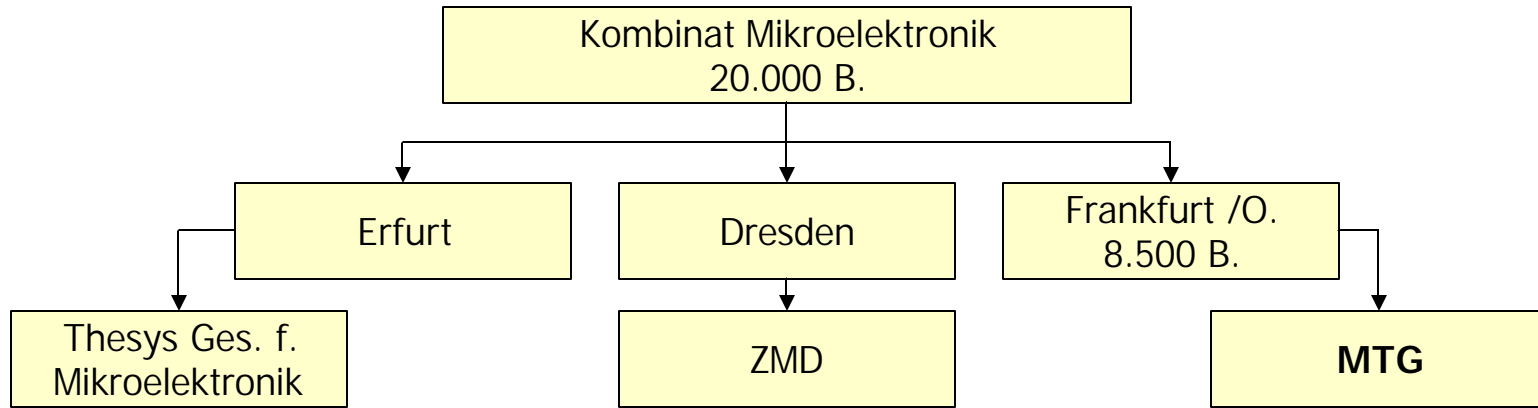 Kombinat Mikroelektronik
20.000 B.
Erfurt
Dresden
Frankfurt /O.
8.500 B.
Thesys Ges. f.
Mikroelektronik
ZMD
MTG